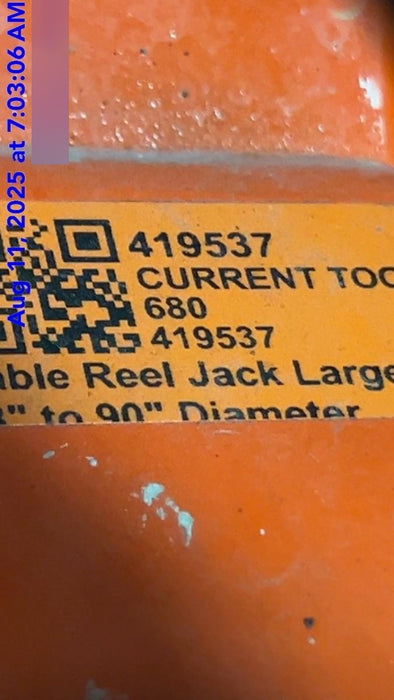 Aug 11, 2025 at 7:03:06 AM
419537
CURRENT TOO
680
419537
ble Reel Jack Large
" to 90" Diameter